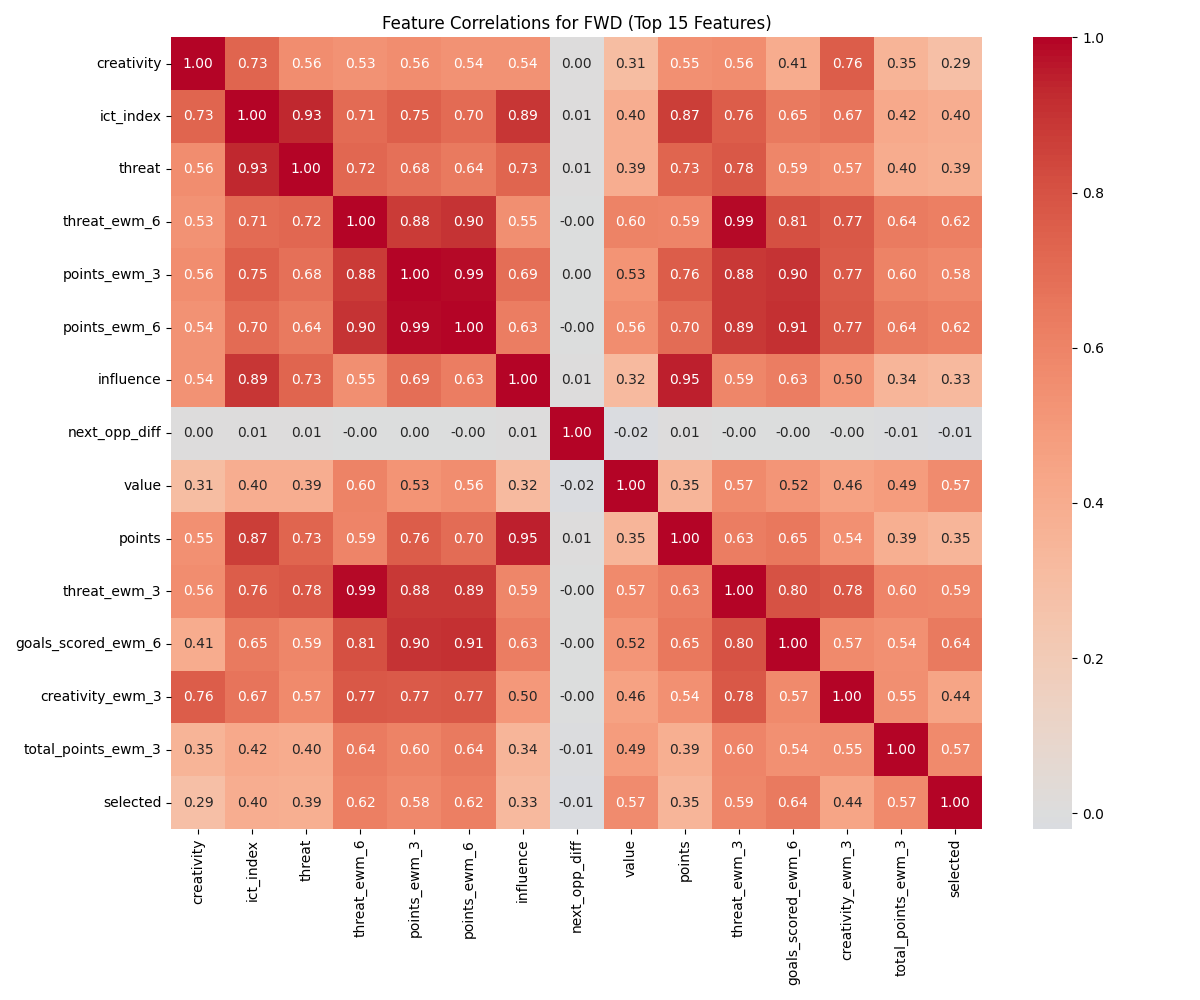 Feature Correlations for FWD (Top 15 Features)
creativity 1.00 0.73 0.56 0.53 0.56 0.54 0.54 0.00 0.31 0.55 0.56 0.41 0.76 0.35 0.29
ict_index 0.73 1.00 0.93 0.71 0.75 0.70 0.89 0.01 0.40 0.87 0.76 0.65 0.67 0.42 0.40
threat 0.56 0.93 1.00 0.72 0.68 0.64 0.73 0.01 0.39 0.73 0.78 0.59 0.57 0.40 0.39
threat_ewm_6 0.53 0.71 0.72 1.00 0.88 0.90 0.55 -0.00 0.60 0.59 0.99 0.81 0.77 0.64 0.62
points_ewm_3 0.56 0.75 0.68 0.88 1.00 0.99 0.69 0.00 0.53 0.76 0.88 0.90 0.77 0.60 0.58
points_ewm_6 0.54 0.70 0.64 0.90 0.99 1.00 0.63 -0.00 0.56 0.70 0.89 0.91 0.77 0.64 0.62
influence 0.54 0.89 0.73 0.55 0.69 0.63 1.00 0.01 0.32 0.95 0.59 0.63 0.50 0.34 0.33
next_opp_diff 0.00 0.01 0.01 -0.00 0.00 -0.00 0.01 1.00 -0.02 0.01 -0.00 -0.00 -0.00 -0.01 -0.01
value 0.31 0.40 0.39 0.60 0.53 0.56 0.32 -0.02 1.00 0.35 0.57 0.52 0.46 0.49 0.57
points 0.55 0.87 0.73 0.59 0.76 0.70 0.95 0.01 0.35 1.00 0.63 0.65 0.54 0.39 0.35
threat_ewm_3 0.56 0.76 0.78 0.99 0.88 0.89 0.59 -0.00 0.57 0.63 1.00 0.80 0.78 0.60 0.59
goals_scored_ewm_6 0.41 0.65 0.59 0.81 0.90 0.91 0.63 -0.00 0.52 0.65 0.80 1.00 0.57 0.54 0.64
creativity_ewm_3 0.76 0.67 0.57 0.77 0.77 0.77 0.50 -0.00 0.46 0.54 0.78 0.57 1.00 0.55 0.44
total_points_ewm_3 0.35 0.42 0.40 0.64 0.60 0.64 0.34 -0.01 0.49 0.39 0.60 0.54 0.55 1.00 0.57
selected 0.29 0.40 0.39 0.62 0.58 0.62 0.33 -0.01 0.57 0.35 0.59 0.64 0.44 0.57 1.00
creativity
ict_index
threat
threat_ewm_6
points_ewm_3
points_ewm_6
influence
next_opp_diff
value
points
threat_ewm_3
goals_scored_ewm_6
creativity_ewm_3
total_points_ewm_3
selected
1.0
0.8
0.6
0.4
0.2
0.0